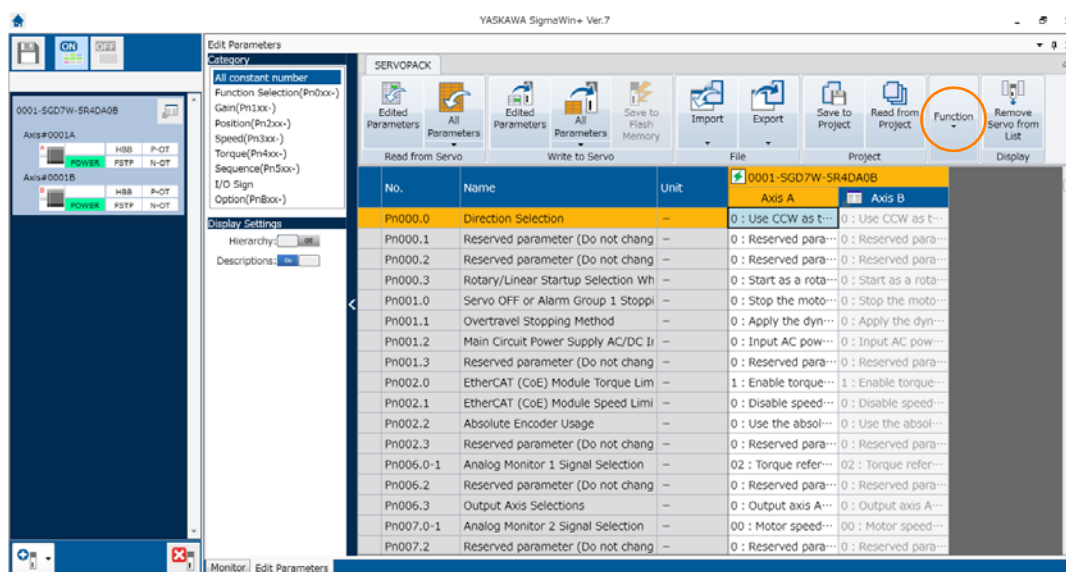 YASKAWA SigmaWin+ Ver.7
ON
OFF
0001-SGD7W-5R4DA0B
Axis#0001A
A
HBB
P-OT
POWER
FSTP
N-OT
Axis#0001B
B
HBB
P-OT
POWER
FSTP
N-OT
Edit Parameters
Category
All constant number
Function Selection(Pn0xx-)
Gain(Pn1xx-)
Position(Pn2xx-)
Speed(Pn3xx-)
Torque(Pn4xx-)
Sequence(Pn5xx-)
I/O Sign
Option(PnBxx-)
Display Settings
Hierarchy: Off
Descriptions: On
SERVOPACK
Edited Parameters
All Parameters
Read from Servo
Edited Parameters
All Parameters
Save to Flash Memory
Write to Servo
Import
Export
File
Save to Project
Read from Project
Project
Function
Remove Servo from List
Display
No. Name Unit 0001-SGD7W-5R4DA0B
Axis A Axis B
Pn000.0 Direction Selection − 0 : Use CCW as t··· 0 : Use CCW as t···
Pn000.1 Reserved parameter (Do not chang − 0 : Reserved para··· 0 : Reserved para···
Pn000.2 Reserved parameter (Do not chang − 0 : Reserved para··· 0 : Reserved para···
Pn000.3 Rotary/Linear Startup Selection Wh − 0 : Start as a rota··· 0 : Start as a rota···
Pn001.0 Servo OFF or Alarm Group 1 Stoppi − 0 : Stop the moto··· 0 : Stop the moto···
Pn001.1 Overtravel Stopping Method − 0 : Apply the dyn··· 0 : Apply the dyn···
Pn001.2 Main Circuit Power Supply AC/DC I − 0 : Input AC pow··· 0 : Input AC pow···
Pn001.3 Reserved parameter (Do not chang − 0 : Reserved para··· 0 : Reserved para···
Pn002.0 EtherCAT (CoE) Module Torque Lim − 1 : Enable torque··· 1 : Enable torque···
Pn002.1 EtherCAT (CoE) Module Speed Limi − 0 : Disable speed··· 0 : Disable speed···
Pn002.2 Absolute Encoder Usage − 0 : Use the absol··· 0 : Use the absol···
Pn002.3 Reserved parameter (Do not chang − 0 : Reserved para··· 0 : Reserved para···
Pn006.0-1 Analog Monitor 1 Signal Selection − 02 : Torque refer··· 02 : Torque refer···
Pn006.2 Reserved parameter (Do not chang − 0 : Reserved para··· 0 : Reserved para···
Pn006.3 Output Axis Selections − 0 : Output axis A··· 0 : Output axis A···
Pn007.0-1 Analog Monitor 2 Signal Selection − 00 : Motor speed··· 00 : Motor speed···
Pn007.2 Reserved parameter (Do not chang − 0 : Reserved para··· 0 : Reserved para···
Monitor Edit Parameters